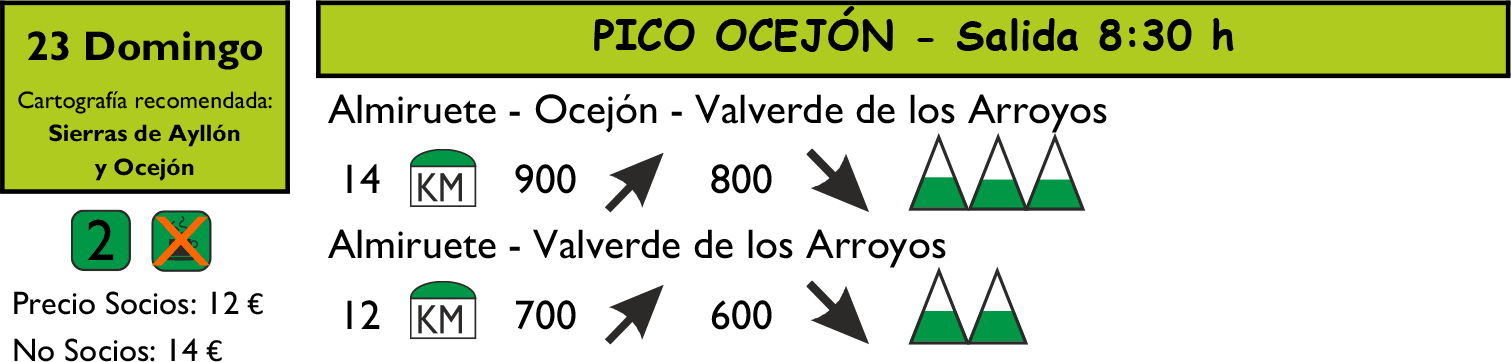 23 Domingo
Cartografía recomendada:
Sierras de Ayllón
y Ocejón
2
Precio Socios: 12 €
No Socios: 14 €
PICO OCEJÓN - Salida 8:30 h
Almiruete - Ocejón - Valverde de los Arroyos
14 KM 900 800
Almiruete - Valverde de los Arroyos
12 KM 700 600